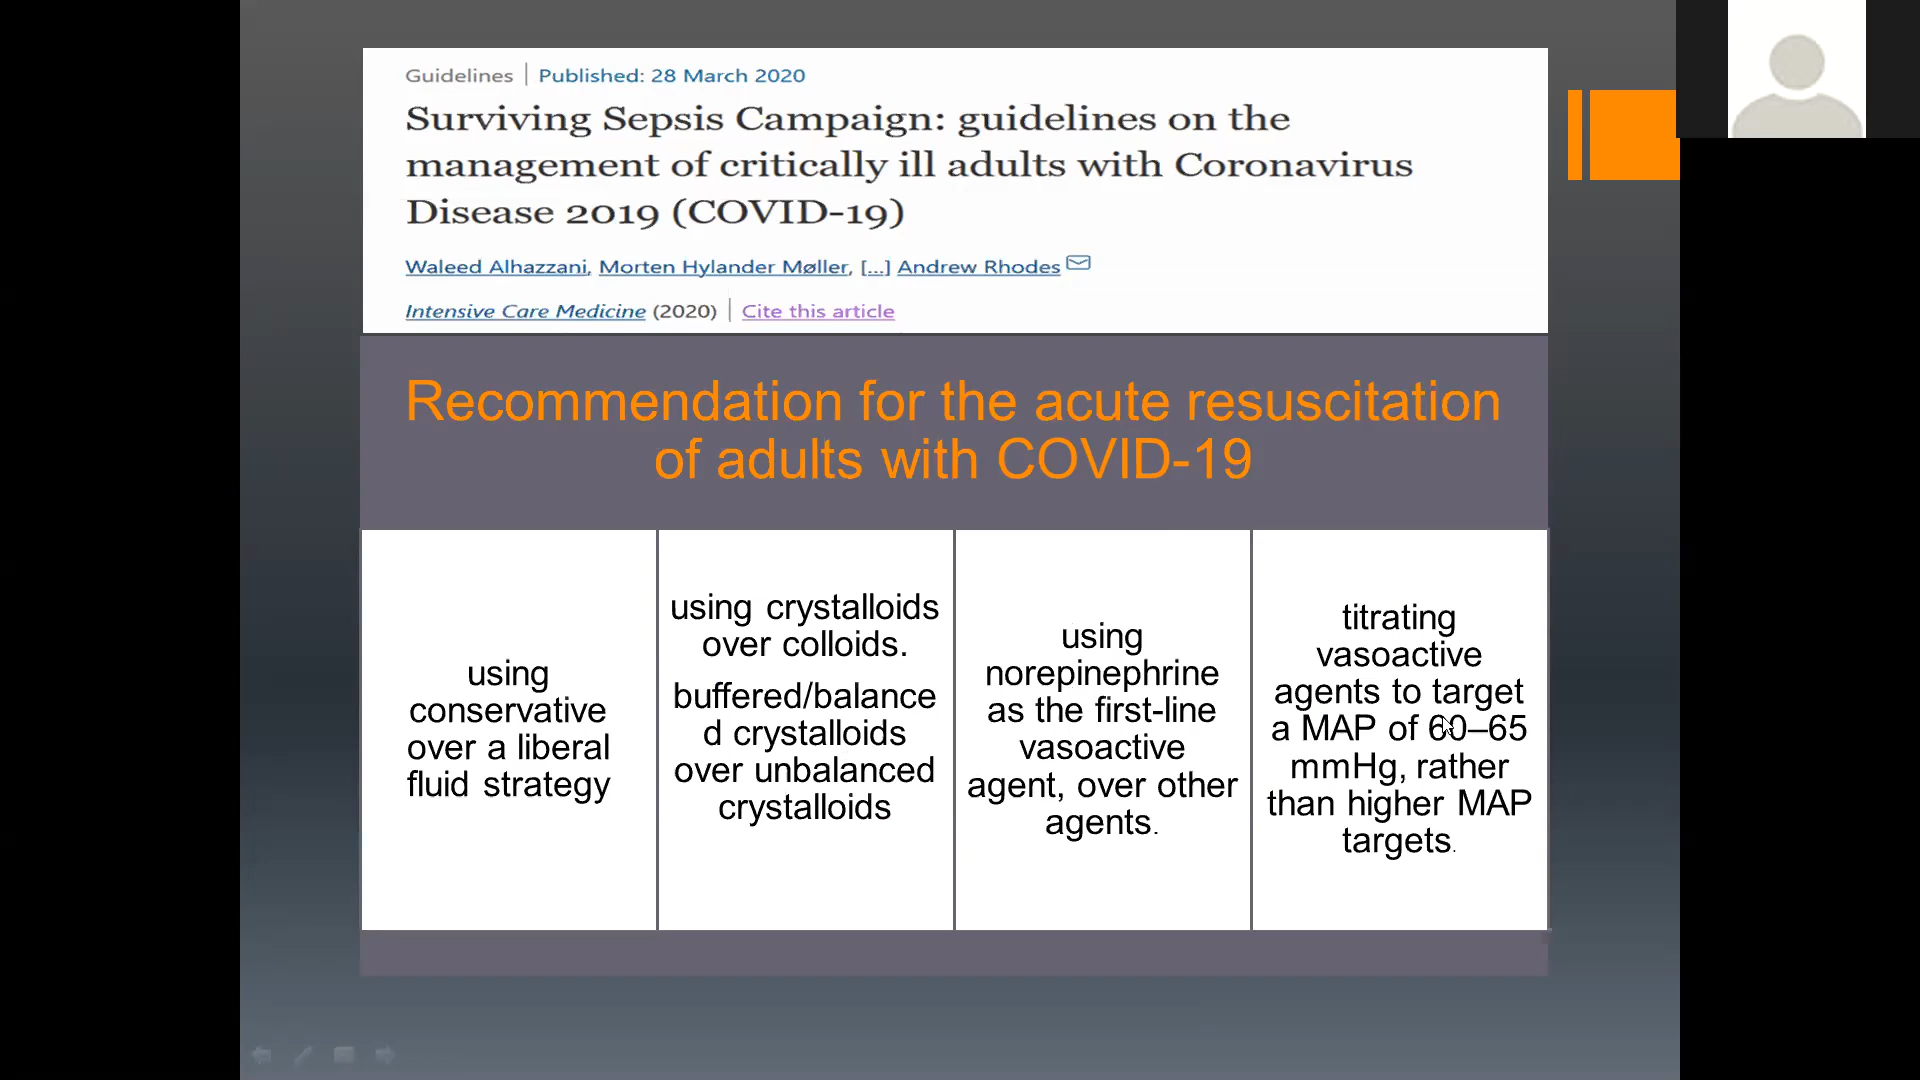 Guidelines | Published: 28 March 2020
Surviving Sepsis Campaign: guidelines on the
management of critically ill adults with Coronavirus
Disease 2019 (COVID-19)
Waleed Alhazzani, Morten Hylander Møller, [...] Andrew Rhodes
Intensive Care Medicine (2020) | Cite this article
Recommendation for the acute resuscitation
of adults with COVID-19
using
conservative
over a liberal
fluid strategy
using crystalloids
over colloids.
buffered/balance
d crystalloids
over unbalanced
crystalloids
using
norepinephrine
as the first-line
vasoactive
agent, over other
agents.
titrating
vasoactive
agents to target
a MAP of 60–65
mmHg, rather
than higher MAP
targets.